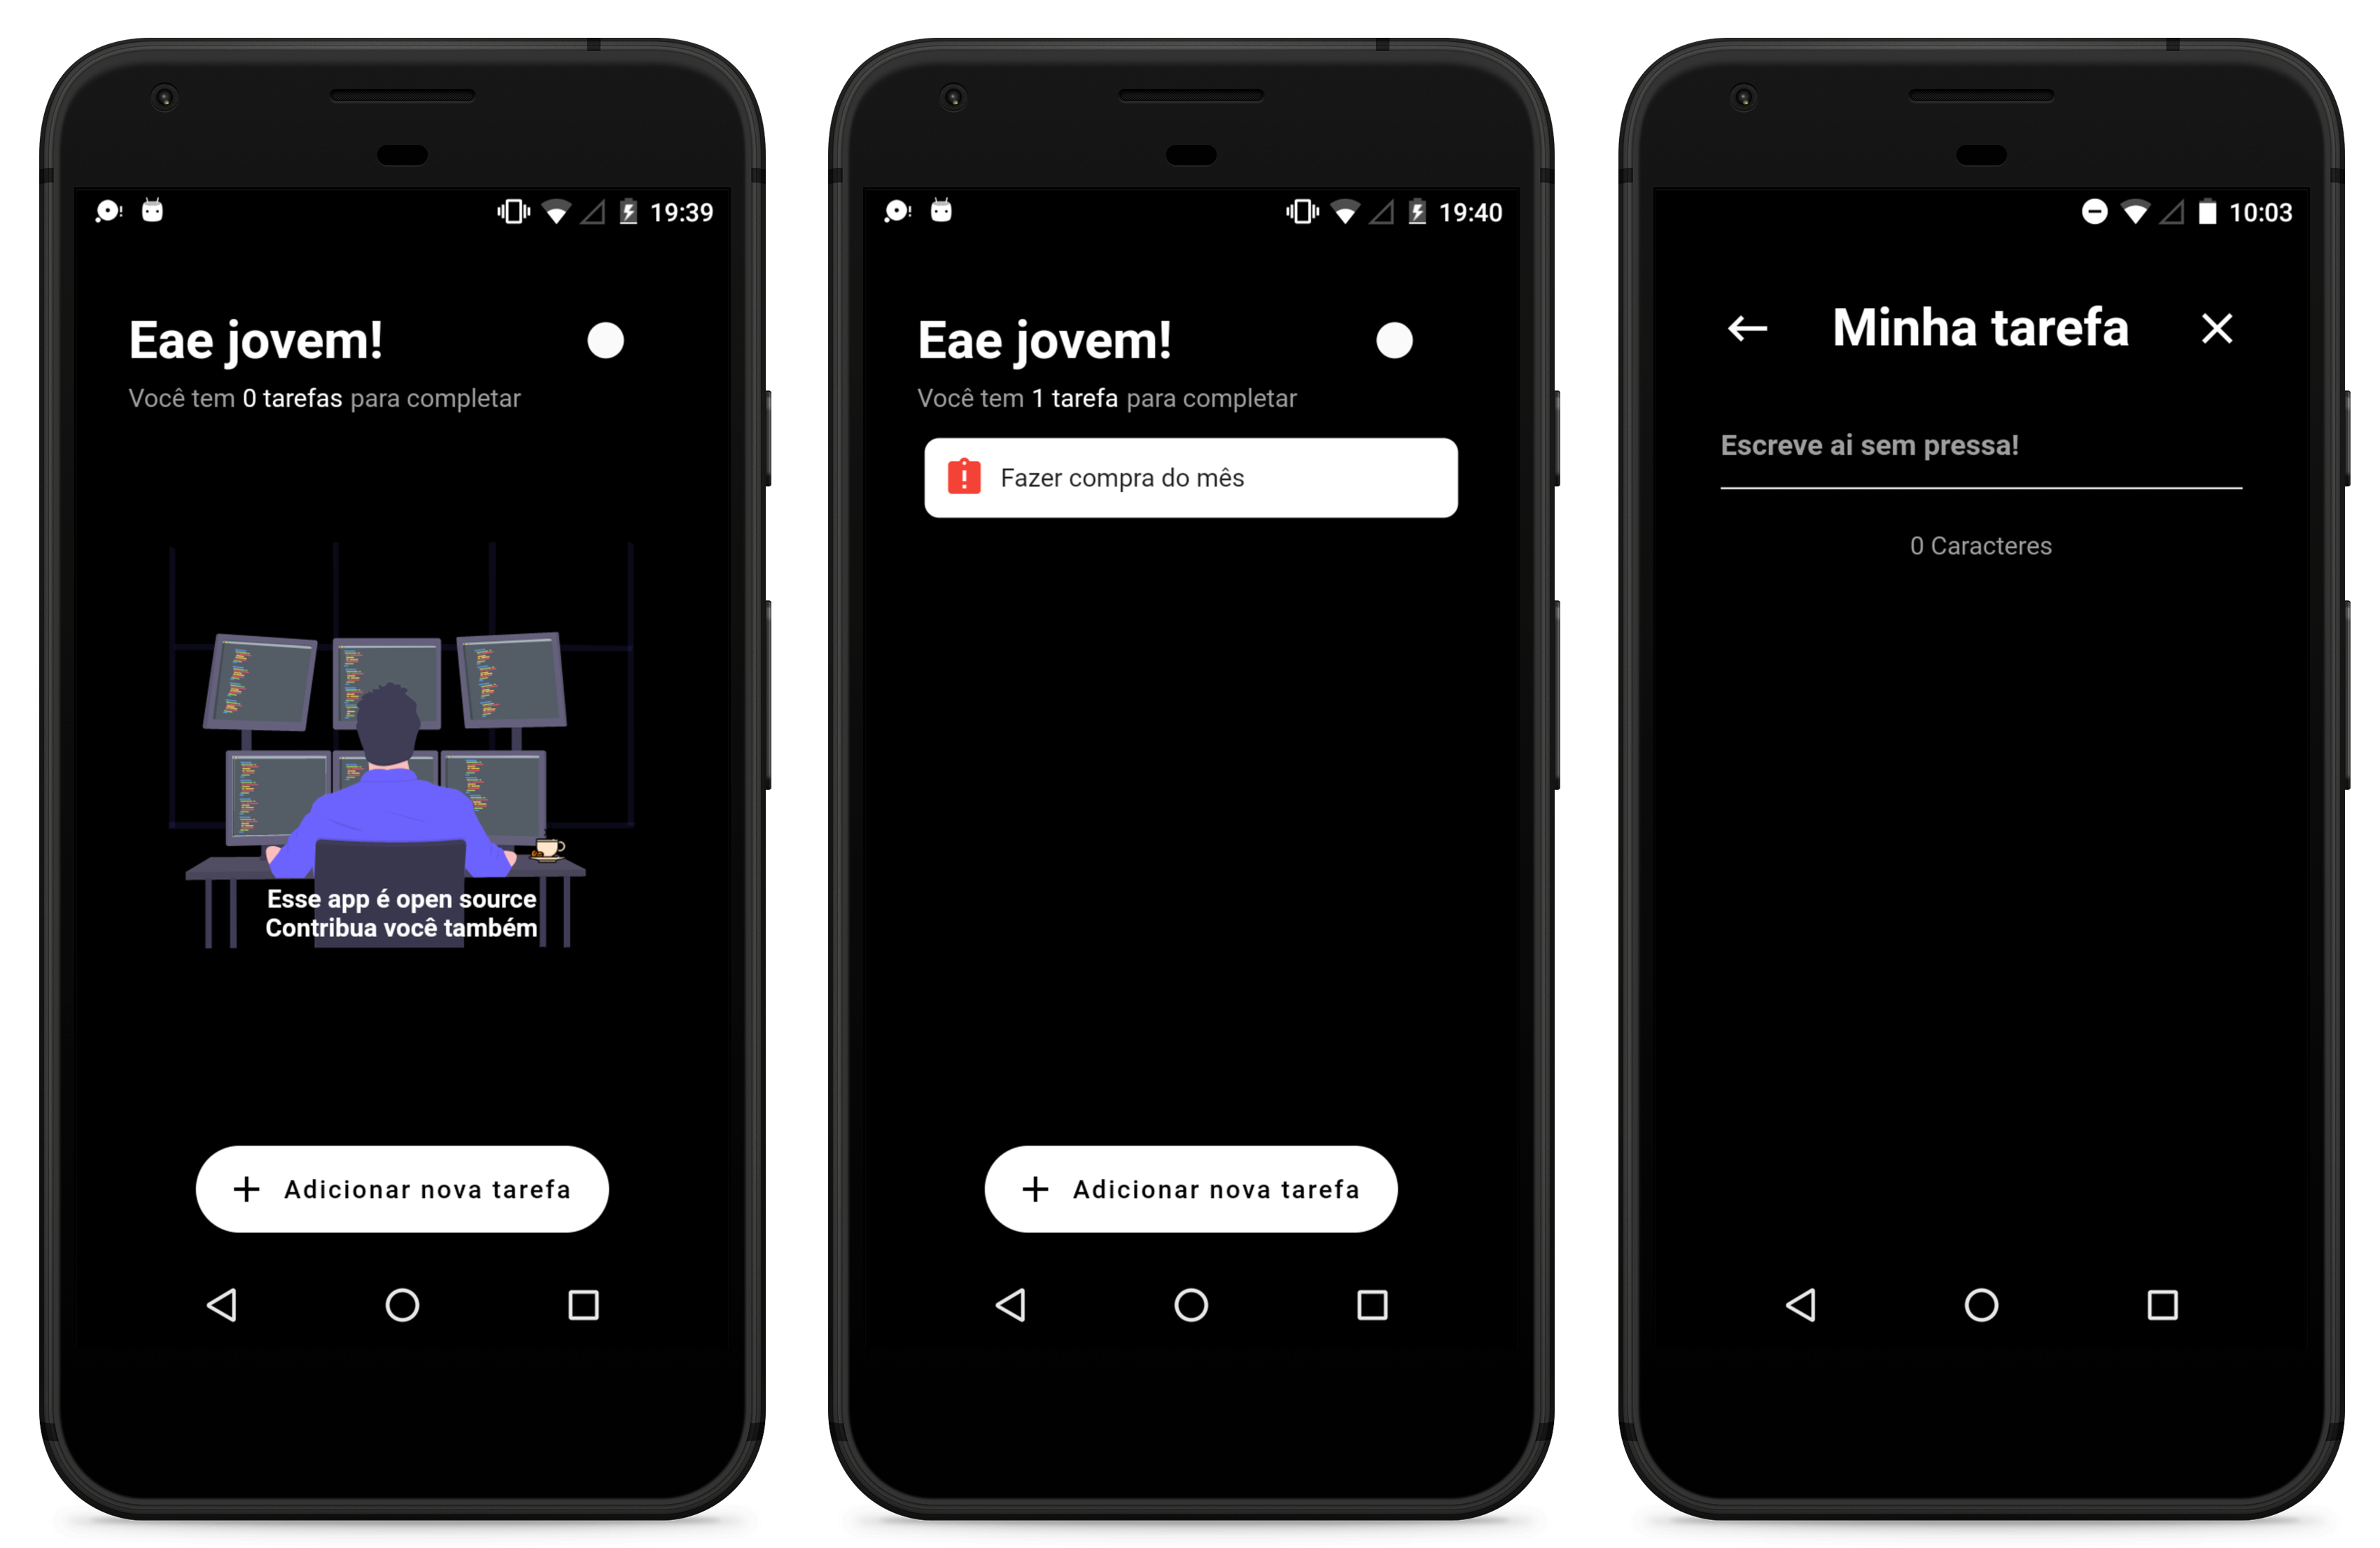 19:39
Eae jovem!
Você tem 0 tarefas para completar
Esse app é open source
Contribua você também
Adicionar nova tarefa
19:40
Eae jovem!
Você tem 1 tarefa para completar
Fazer compra do mês
Adicionar nova tarefa
10:03
Minha tarefa
Escreve ai sem pressa!
0 Caracteres